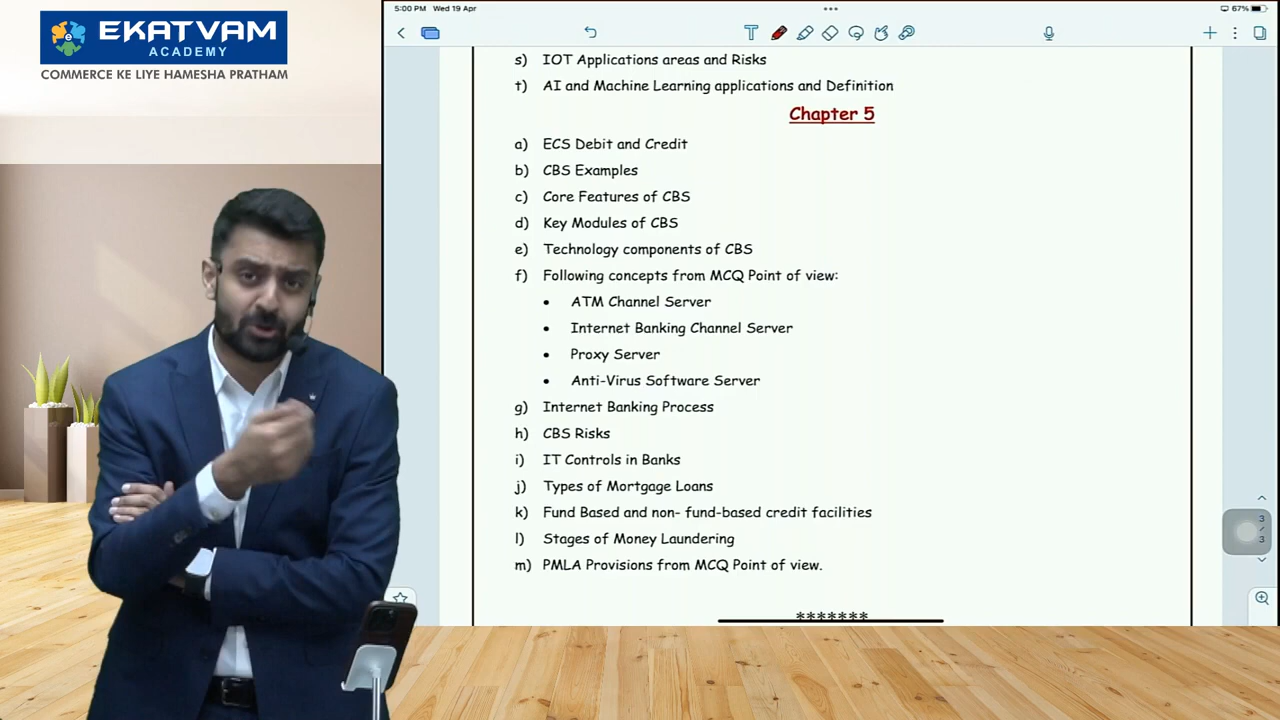 EKATVAM
ACADEMY
COMMERCE KE LIYE HAMESHA PRATHAM
5:00 PM Wed 19 Apr
67%
s) IOT Applications areas and Risks
t) AI and Machine Learning applications and Definition
Chapter 5
a) ECS Debit and Credit
b) CBS Examples
c) Core Features of CBS
d) Key Modules of CBS
e) Technology components of CBS
f) Following concepts from MCQ Point of view:
• ATM Channel Server
• Internet Banking Channel Server
• Proxy Server
• Anti-Virus Software Server
g) Internet Banking Process
h) CBS Risks
i) IT Controls in Banks
j) Types of Mortgage Loans
k) Fund Based and non- fund-based credit facilities
l) Stages of Money Laundering
m) PMLA Provisions from MCQ Point of view.
*******
3
/
3